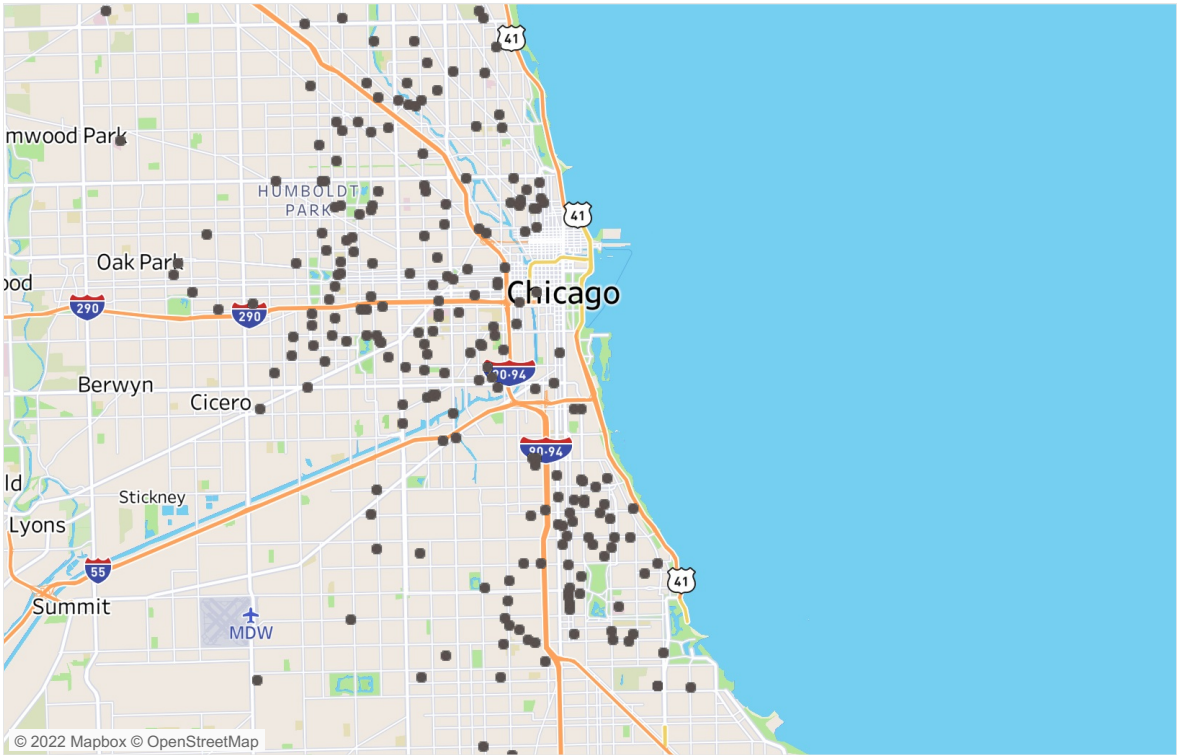 41
mwood Park
HUMBOLDT
PARK
41
Oak Park
ood
Chicago
290
290
90-94
Berwyn
Cicero
90-94
ld
Stickney
Lyons
55
41
Summit
MDW
© 2022 Mapbox © OpenStreetMap